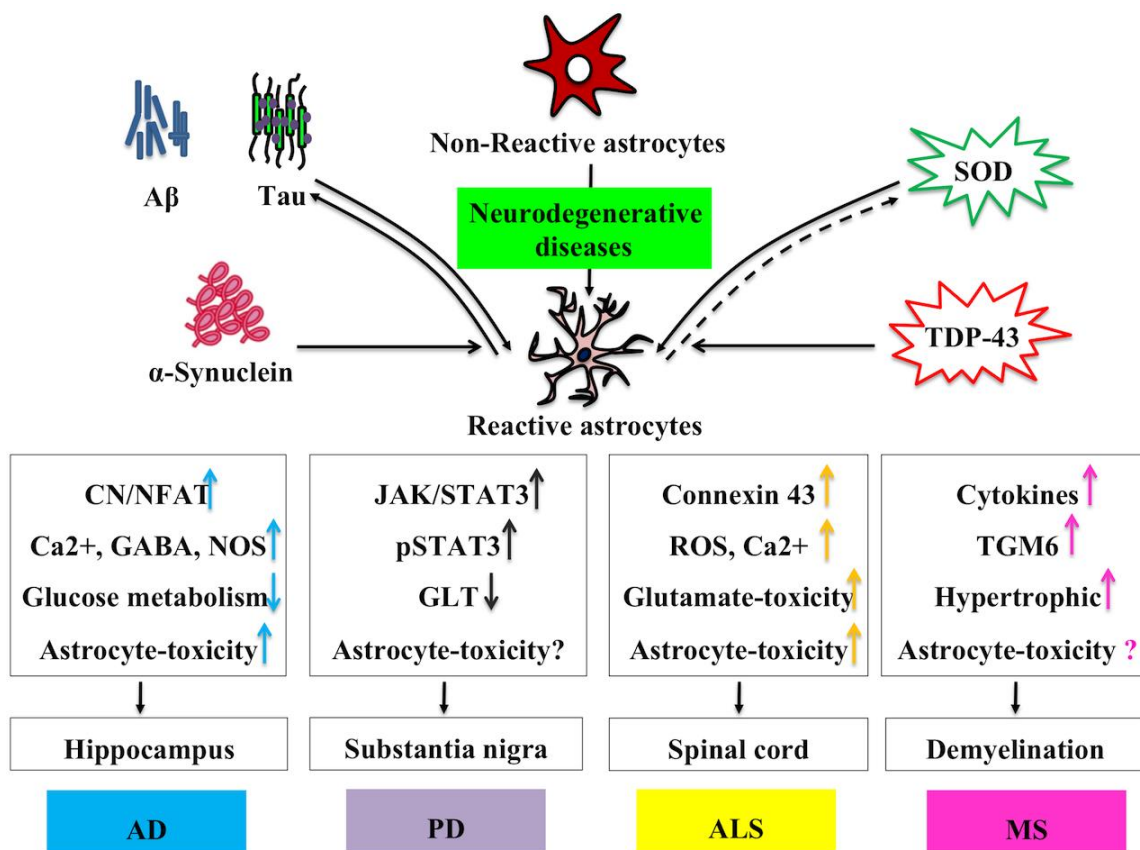 Non-Reactive astrocytes
Aβ
Tau
SOD
Neurodegenerative
diseases
α-Synuclein
TDP-43
Reactive astrocytes
CN/NFAT
Ca2+, GABA, NOS
Glucose metabolism
Astrocyte-toxicity
JAK/STAT3
pSTAT3
GLT
Astrocyte-toxicity?
Connexin 43
ROS, Ca2+
Glutamate-toxicity
Astrocyte-toxicity
Cytokines
TGM6
Hypertrophic
Astrocyte-toxicity ?
Hippocampus
Substantia nigra
Spinal cord
Demyelination
AD
PD
ALS
MS